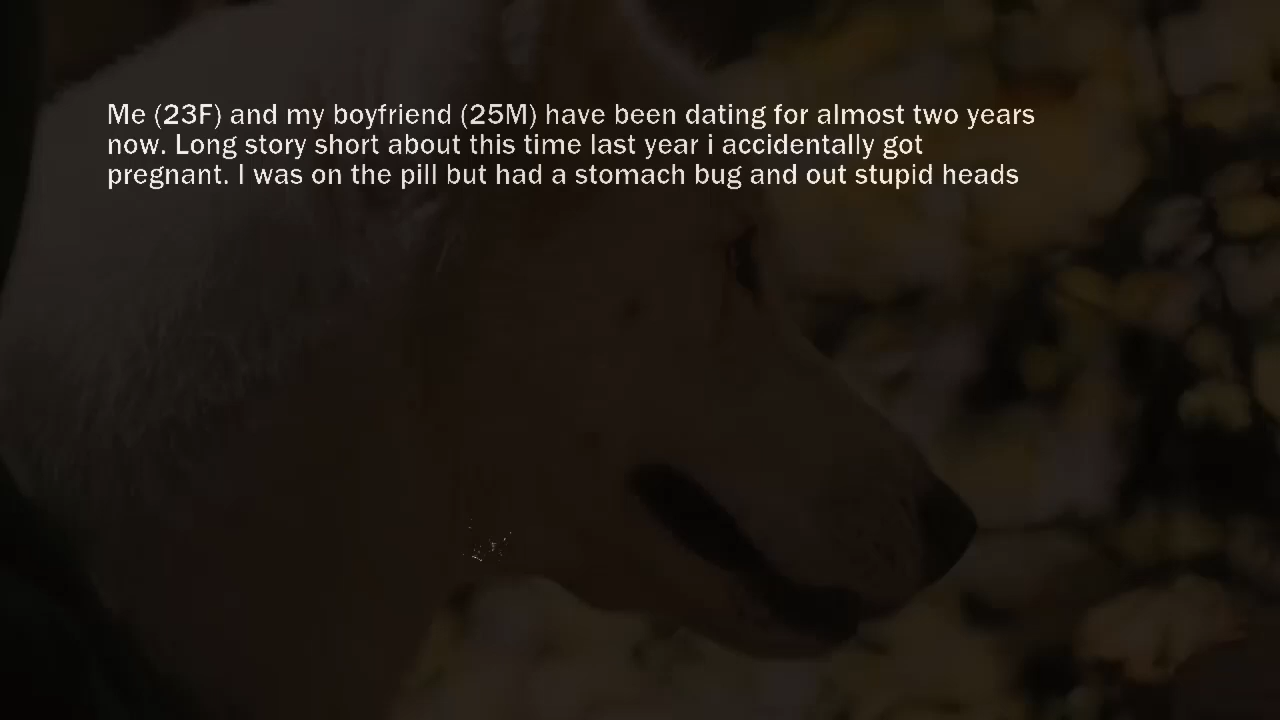 Me (23F) and my boyfriend (25M) have been dating for almost two years
now. Long story short about this time last year i accidentally got
pregnant. I was on the pill but had a stomach bug and out stupid heads